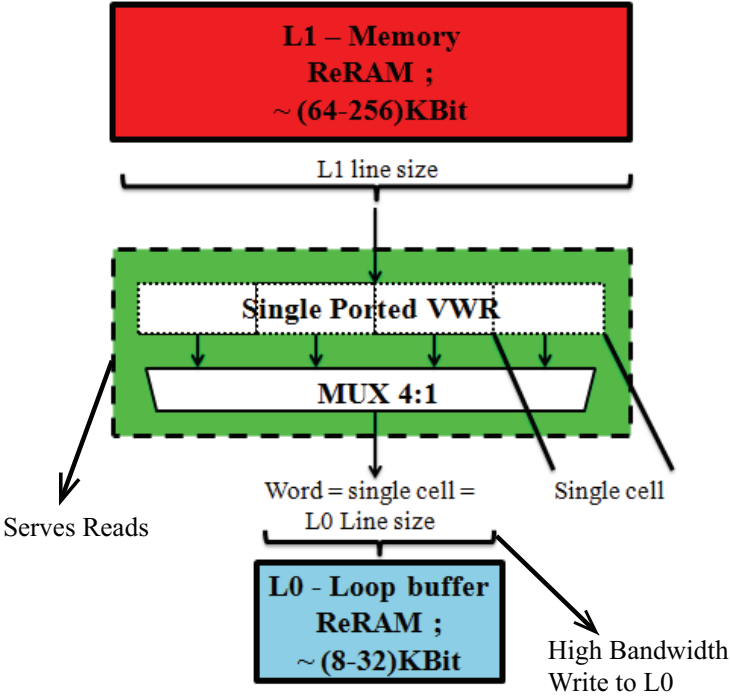 L1 – Memory
ReRAM ;
~ (64-256)KBit
L1 line size
Single Ported VWR
MUX 4:1
Word = single cell =
L0 Line size
Single cell
Serves Reads
L0 - Loop buffer
ReRAM ;
~ (8-32)KBit
High Bandwidth
Write to L0